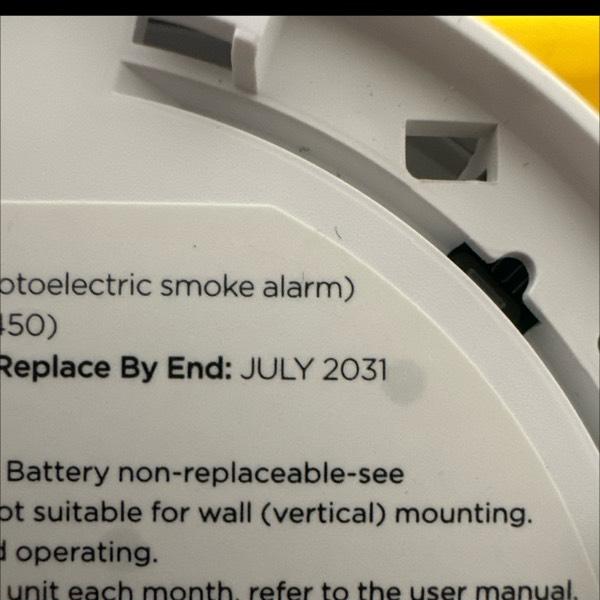 otoelectric smoke alarm)
450)
Replace By End: JULY 2031
Battery non-replaceable-see
ot suitable for wall (vertical) mounting.
d operating.
unit each month, refer to the user manual.